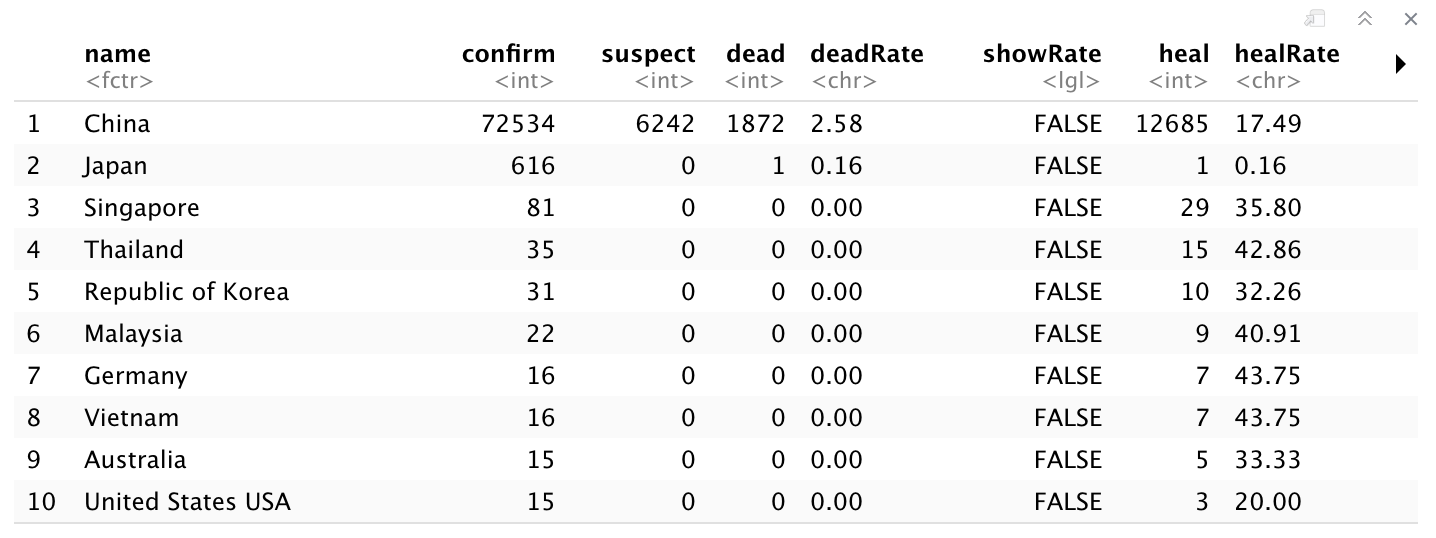 name confirm suspect dead deadRate showRate heal healRate
<fctr> <int> <int> <int> <chr> <lgl> <int> <chr>
1 China 72534 6242 1872 2.58 FALSE 12685 17.49
2 Japan 616 0 1 0.16 FALSE 1 0.16
3 Singapore 81 0 0 0.00 FALSE 29 35.80
4 Thailand 35 0 0 0.00 FALSE 15 42.86
5 Republic of Korea 31 0 0 0.00 FALSE 10 32.26
6 Malaysia 22 0 0 0.00 FALSE 9 40.91
7 Germany 16 0 0 0.00 FALSE 7 43.75
8 Vietnam 16 0 0 0.00 FALSE 7 43.75
9 Australia 15 0 0 0.00 FALSE 5 33.33
10 United States USA 15 0 0 0.00 FALSE 3 20.00